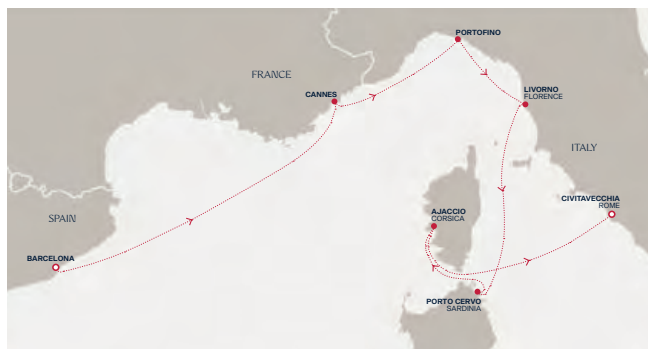 PORTOFINO
FRANCE
CANNES
LIVORNO
FLORENCE
ITALY
CIVITAVECCHIA
ROME
AJACCIO
CORSICA
SPAIN
BARCELONA
PORTO CERVO
SARDINIA